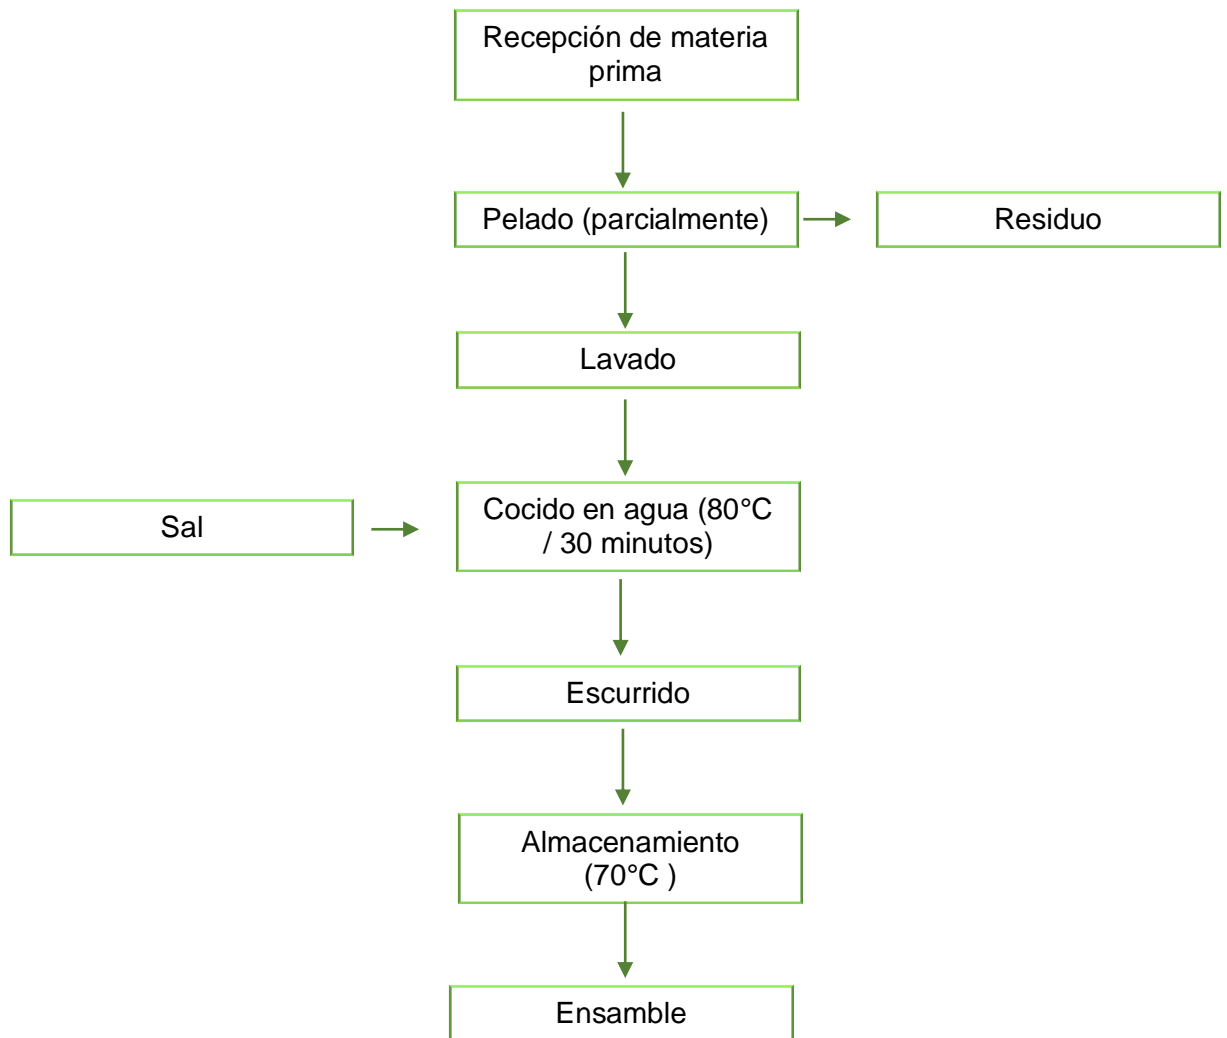 Recepción de materia
prima
Pelado (parcialmente)
Residuo
Lavado
Sal
Cocido en agua (80°C
/ 30 minutos)
Escurrido
Almacenamiento
(70°C )
Ensamble